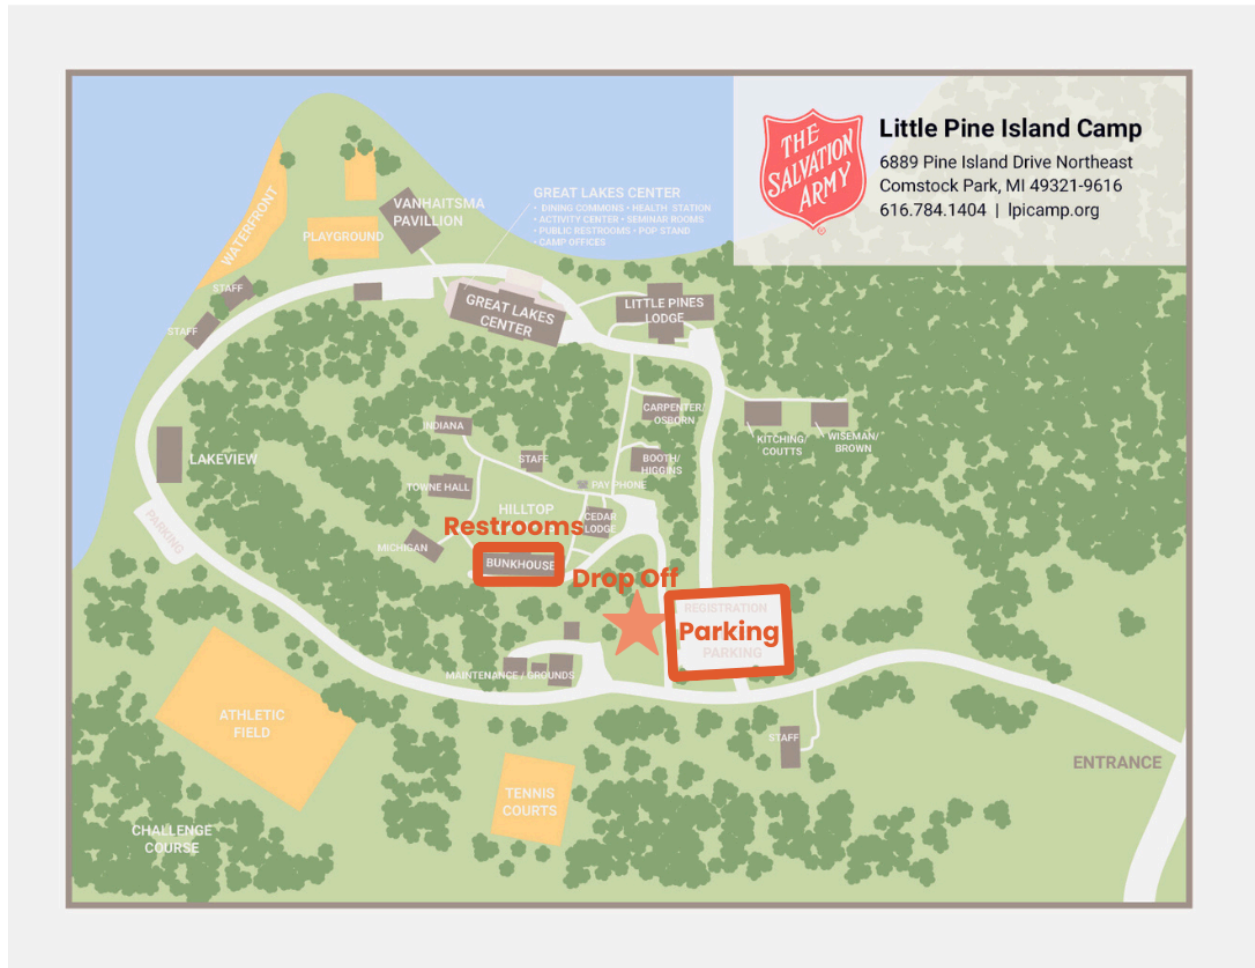 THE
SALVATION
ARMY
Little Pine Island Camp
6889 Pine Island Drive Northeast
Comstock Park, MI 49321-9616
616.784.1404 | lpicamp.org
GREAT LAKES CENTER
• DINING COMMONS • HEALTH STATION
• ACTIVITY CENTER • SEMINAR ROOMS
• PUBLIC RESTROOMS • POP STAND
• CAMP OFFICES
VANHAITSMA
PAVILLION
WATERFRONT
PLAYGROUND
STAFF
STAFF
GREAT LAKES
CENTER
LITTLE PINES
LODGE
CARPENTER/
OSBORN
KITCHING/
COUTTS
WISEMAN/
BROWN
INDIANA
LAKEVIEW
STAFF
BOOTH/
HIGGINS
TOWNE HALL
PAY PHONE
HILLTOP
CEDAR
LODGE
Restrooms
PARKING
MICHIGAN
BUNKHOUSE
Drop Off
REGISTRATION
Parking
PARKING
MAINTENANCE / GROUNDS
ATHLETIC
FIELD
STAFF
ENTRANCE
TENNIS
COURTS
CHALLENGE
COURSE